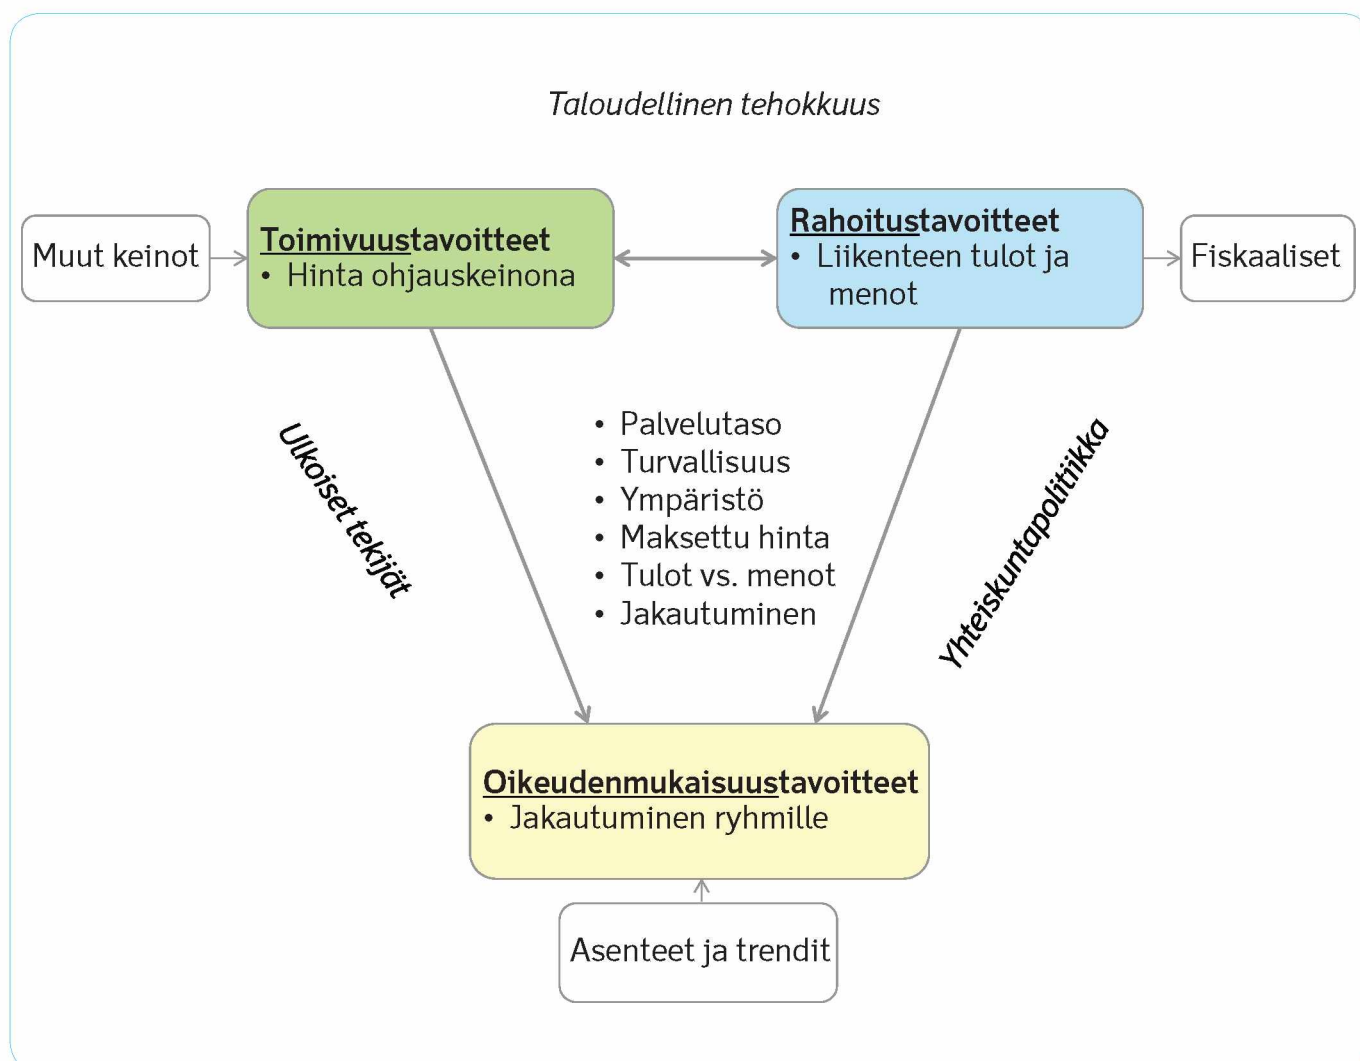 Taloudellinen tehokkuus
Muut keinot
Toimivuustavoitteet
• Hinta ohjauskeinona
Rahoitustavoitteet
• Liikenteen tulot ja
menot
Fiskaaliset
Ulkoiset tekijät
• Palvelutaso
• Turvallisuus
• Ympäristö
• Maksettu hinta
• Tulot vs. menot
• Jakautuminen
Yhteiskuntapolitiikka
Oikeudenmukaisuustavoitteet
• Jakautuminen ryhmille
Asenteet ja trendit